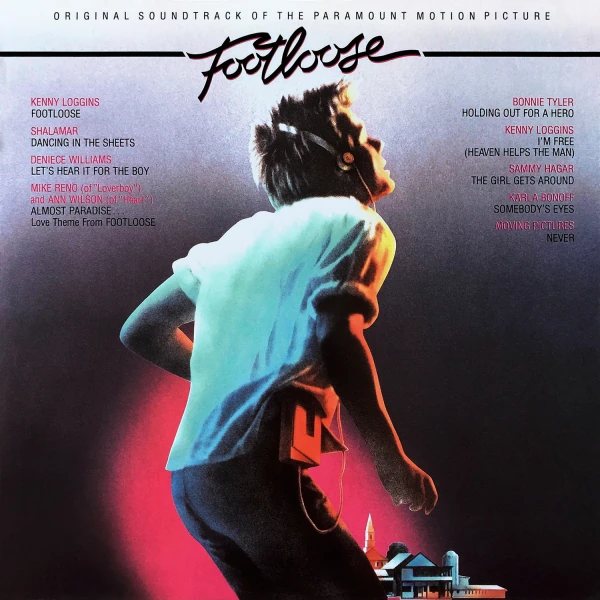 ORIGINAL SOUNDTRACK OF THE PARAMOUNT MOTION PICTURE
Footloose
KENNY LOGGINS
FOOTLOOSE
SHALAMAR
DANCING IN THE SHEETS
DENIECE WILLIAMS
LET'S HEAR IT FOR THE BOY
MIKE RENO (of "Loverboy")
and ANN WILSON (of "Heart")
ALMOST PARADISE...
Love Theme From FOOTLOOSE
BONNIE TYLER
HOLDING OUT FOR A HERO
KENNY LOGGINS
I'M FREE
(HEAVEN HELPS THE MAN)
SAMMY HAGAR
THE GIRL GETS AROUND
KARLA BONOFF
SOMEBODY'S EYES
MOVING PICTURES
NEVER